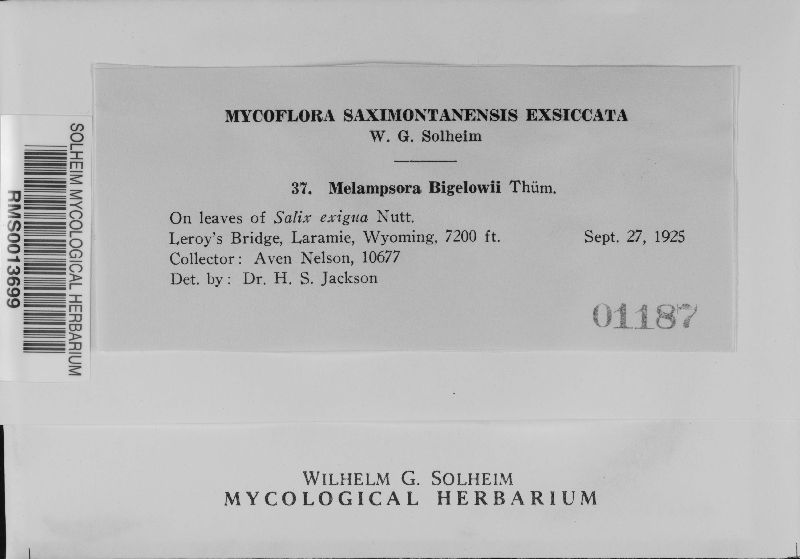 MYCOFLORA SAXIMONTANENSIS EXSICCATA
W. G. Solheim
37. Melampsora Bigelowii Thüm.
On leaves of Salix exigua Nutt.
Leroy's Bridge, Laramie, Wyoming, 7200 ft. Sept. 27, 1925
Collector: Aven Nelson, 10677
Det. by: Dr. H. S. Jackson
01187
SOLHEIM MYCOLOGICAL HERBARIUM
RMS0013699
WILHELM G. SOLHEIM
MYCOLOGICAL HERBARIUM